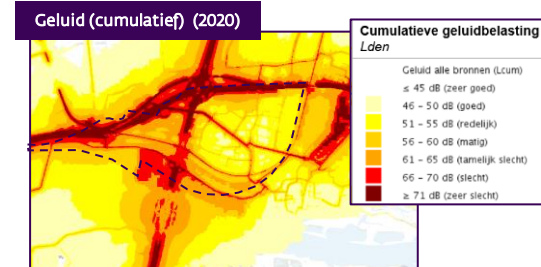 Geluid (cumulatief) (2020)
Cumulatieve geluidbelasting
Lden
Geluid alle bronnen (Lcum)
≤ 45 dB (zeer goed)
46 – 50 dB (goed)
51 – 55 dB (redelijk)
56 – 60 dB (matig)
61 – 65 dB (tamelijk slecht)
66 – 70 dB (slecht)
≥ 71 dB (zeer slecht)